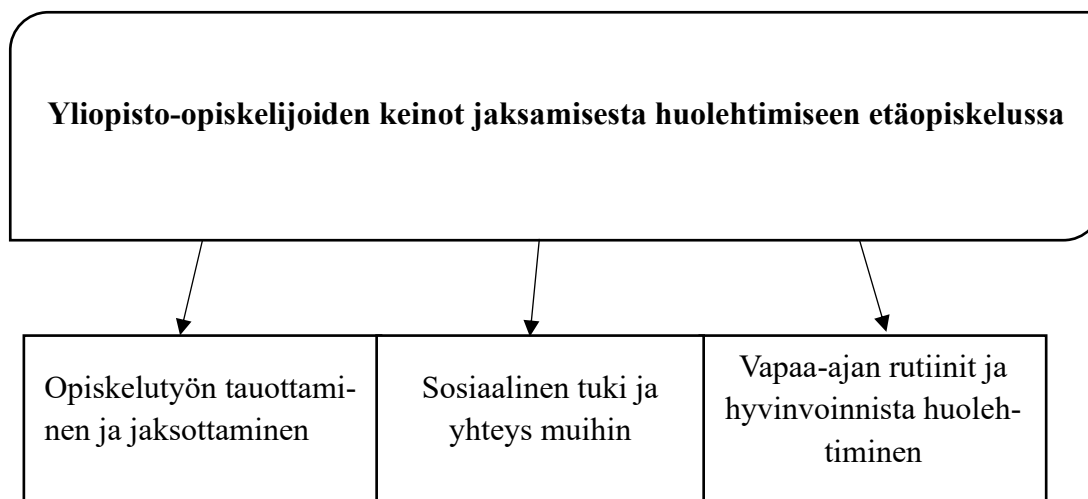 Yliopisto-opiskelijoiden keinot jaksamisesta huolehtimiseen etäopiskelussa
Opiskelutyön tauottami-
nen ja jaksottaminen
Sosiaalinen tuki ja
yhteys muihin
Vapaa-ajan rutiinit ja
hyvinvoinnista huoleh-
timinen